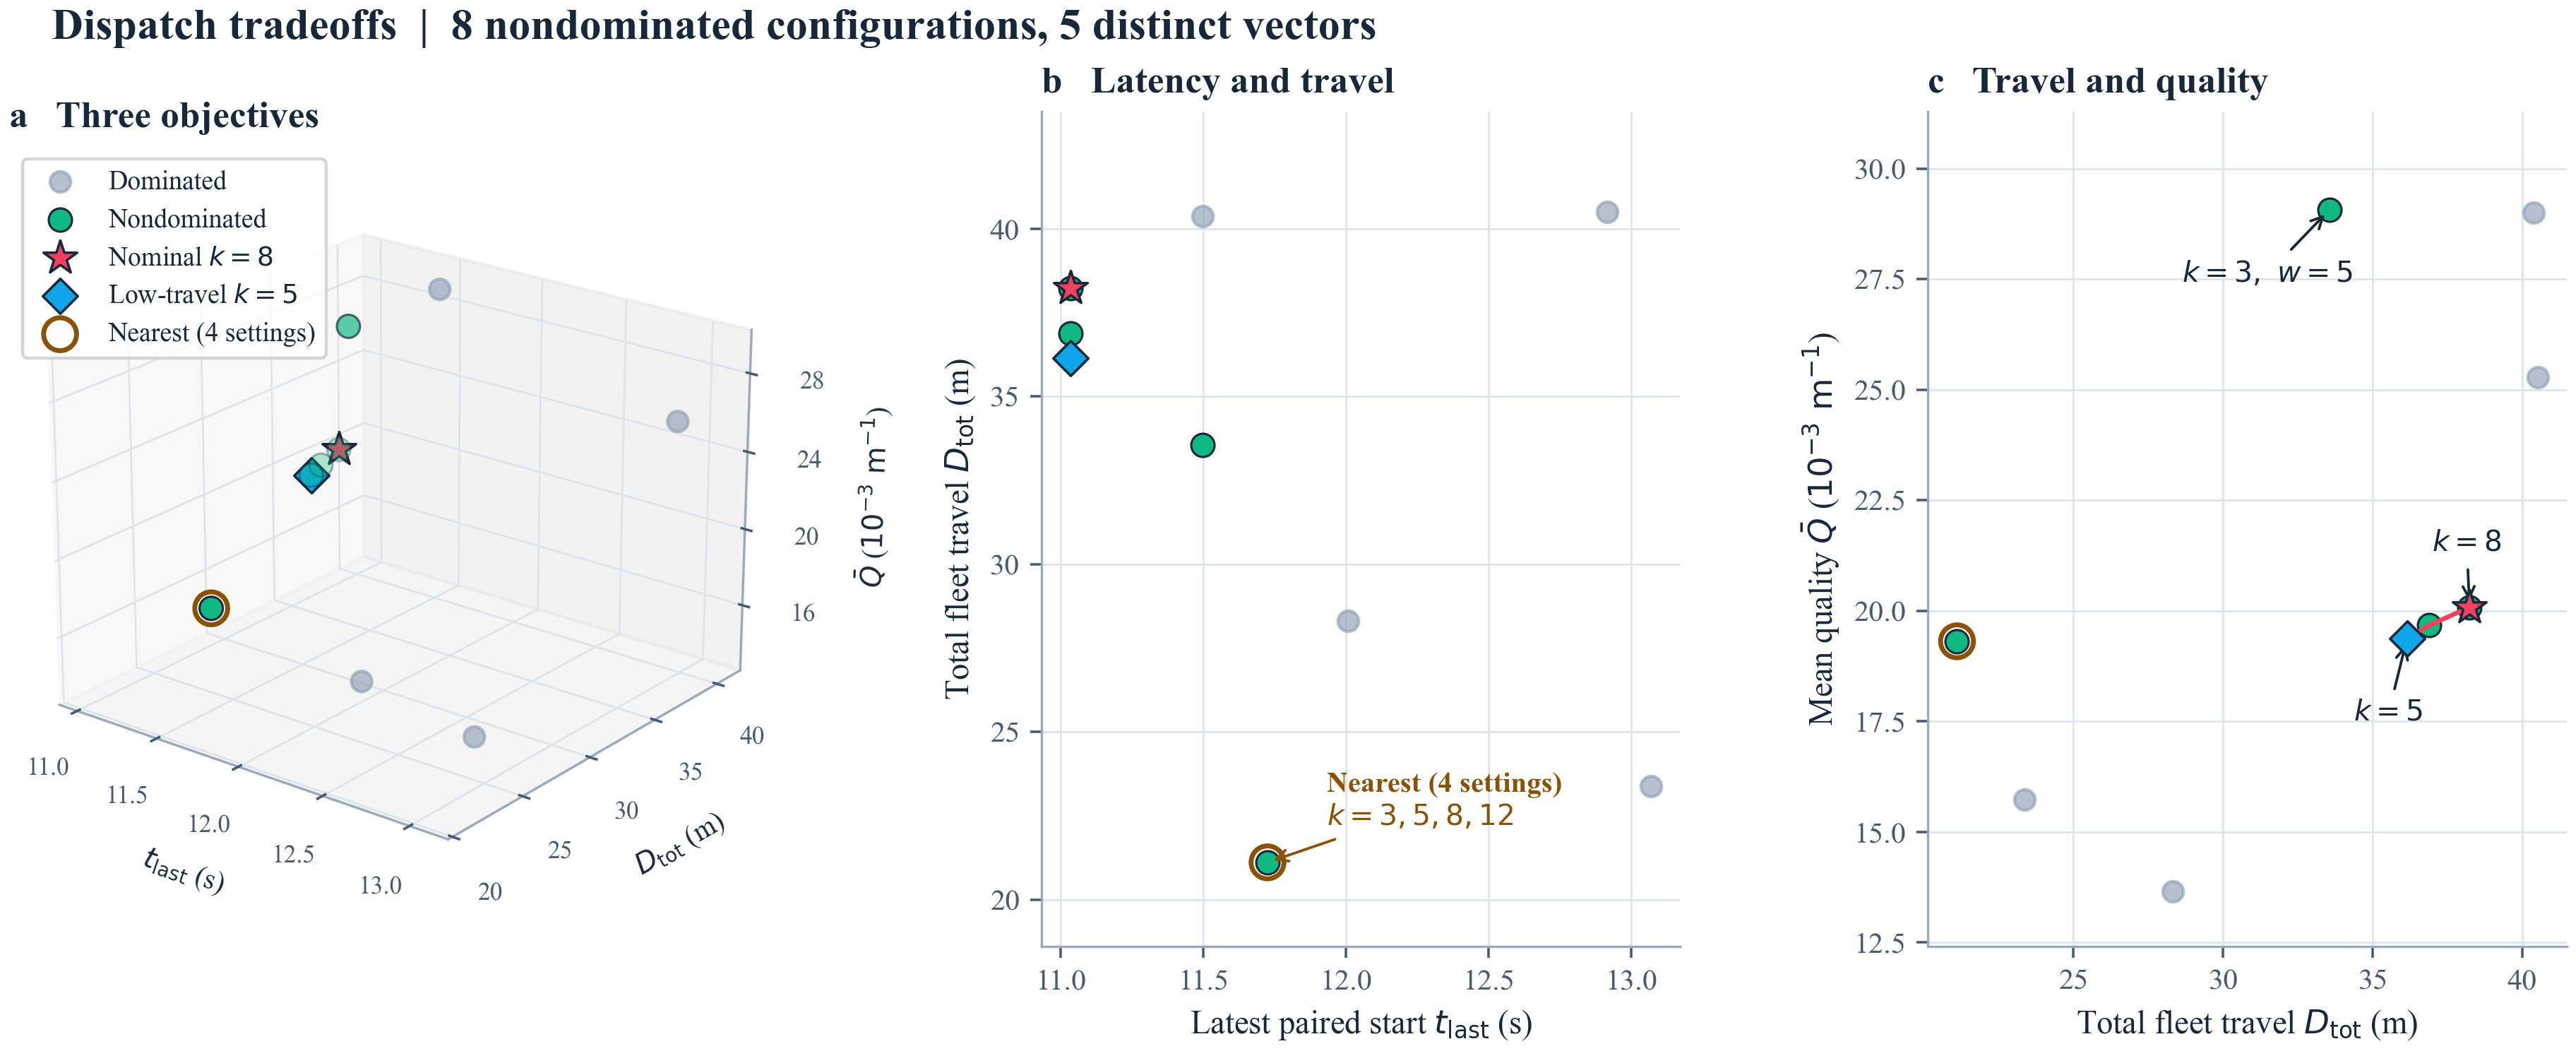 Dispatch tradeoffs | 8 nondominated configurations, 5 distinct vectors
a Three objectives
Dominated
Nondominated
Nominal k = 8
Low-travel k = 5
Nearest (4 settings)
28
24
20
16
Q̄ (10⁻³ m⁻¹)
11.0
11.5
12.0
12.5
13.0
t_last (s)
20
25
30
35
40
D_tot (m)
b Latency and travel
40
35
30
25
20
Total fleet travel D_tot (m)
Nearest (4 settings)
k = 3, 5, 8, 12
11.0
11.5
12.0
12.5
13.0
Latest paired start t_last (s)
c Travel and quality
30.0
27.5
25.0
22.5
20.0
17.5
15.0
12.5
Mean quality Q̄ (10⁻³ m⁻¹)
k = 3, w = 5
k = 8
k = 5
25
30
35
40
Total fleet travel D_tot (m)